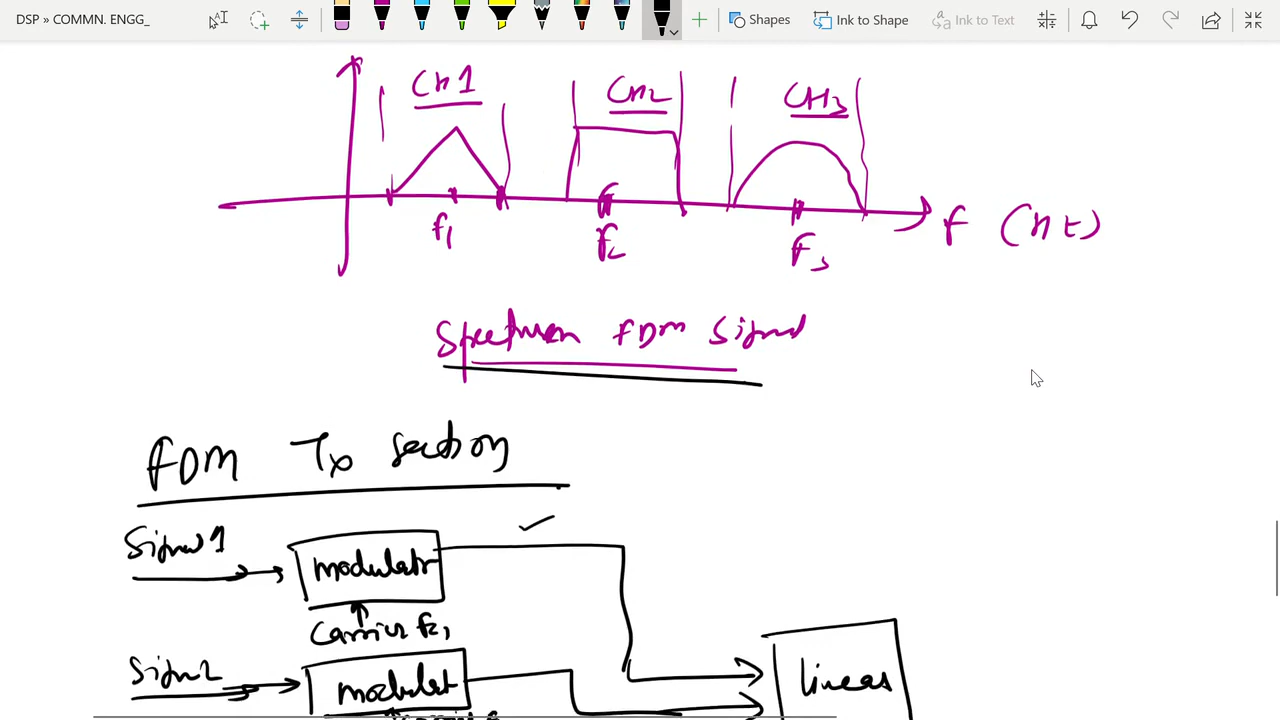 DSP » COMMN. ENGG_
Shapes
Ink to Shape
Ink to Text
CH1 CH2 CH3
f1 f2 f3 f (Hz)
Spectrum FDM Signal
FDM Tx section
Signal 1
modulator
Carrier fc1
Signal 2
modulat
linear